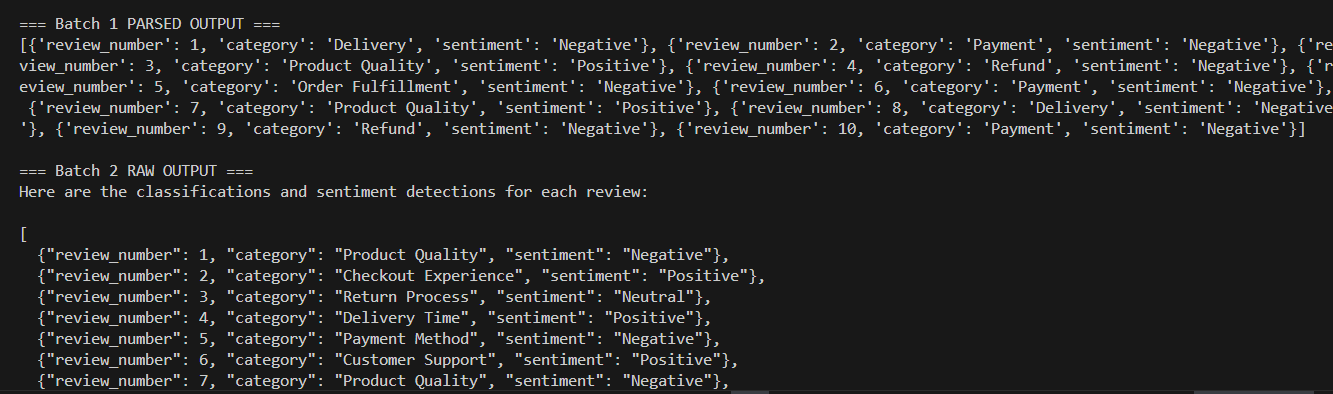 === Batch 1 PARSED OUTPUT ===
[{'review_number': 1, 'category': 'Delivery', 'sentiment': 'Negative'}, {'review_number': 2, 'category': 'Payment', 'sentiment': 'Negative'}, {'re
view_number': 3, 'category': 'Product Quality', 'sentiment': 'Positive'}, {'review_number': 4, 'category': 'Refund', 'sentiment': 'Negative'}, {'r
eview_number': 5, 'category': 'Order Fulfillment', 'sentiment': 'Negative'}, {'review_number': 6, 'category': 'Payment', 'sentiment': 'Negative'},
{'review_number': 7, 'category': 'Product Quality', 'sentiment': 'Positive'}, {'review_number': 8, 'category': 'Delivery', 'sentiment': 'Negative
'}, {'review_number': 9, 'category': 'Refund', 'sentiment': 'Negative'}, {'review_number': 10, 'category': 'Payment', 'sentiment': 'Negative'}]
=== Batch 2 RAW OUTPUT ===
Here are the classifications and sentiment detections for each review:
[
{"review_number": 1, "category": "Product Quality", "sentiment": "Negative"},
{"review_number": 2, "category": "Checkout Experience", "sentiment": "Positive"},
{"review_number": 3, "category": "Return Process", "sentiment": "Neutral"},
{"review_number": 4, "category": "Delivery Time", "sentiment": "Positive"},
{"review_number": 5, "category": "Payment Method", "sentiment": "Negative"},
{"review_number": 6, "category": "Customer Support", "sentiment": "Positive"},
{"review_number": 7, "category": "Product Quality", "sentiment": "Negative"},